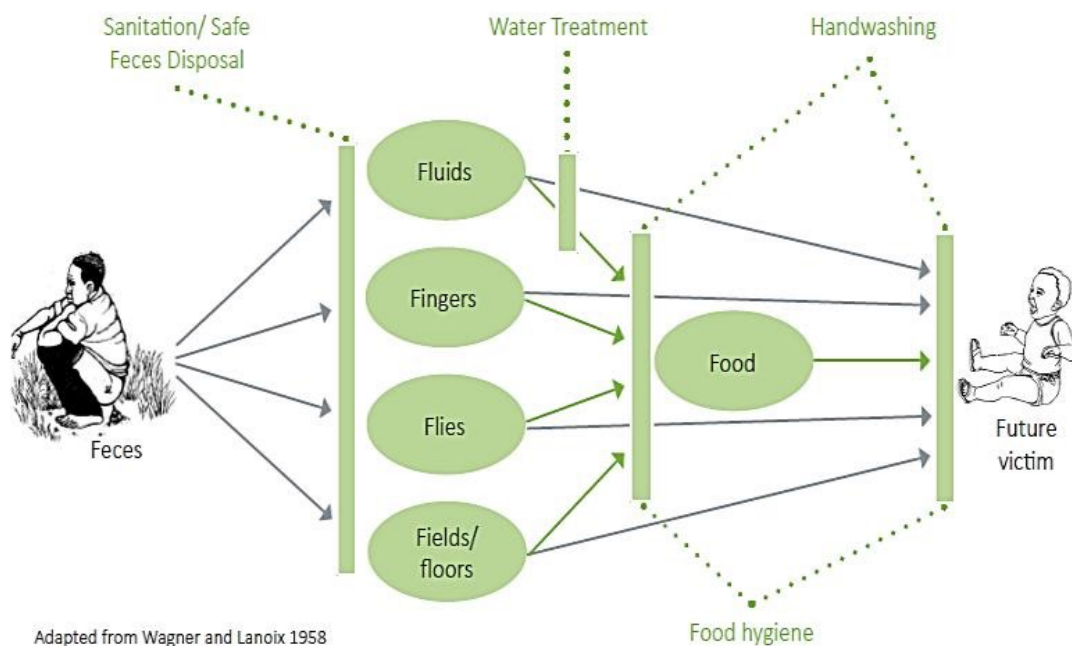 Sanitation/ Safe
Feces Disposal
Water Treatment
Handwashing
Fluids
Fingers
Food
Flies
Feces
Future
victim
Fields/
floors
Adapted from Wagner and Lanoix 1958
Food hygiene